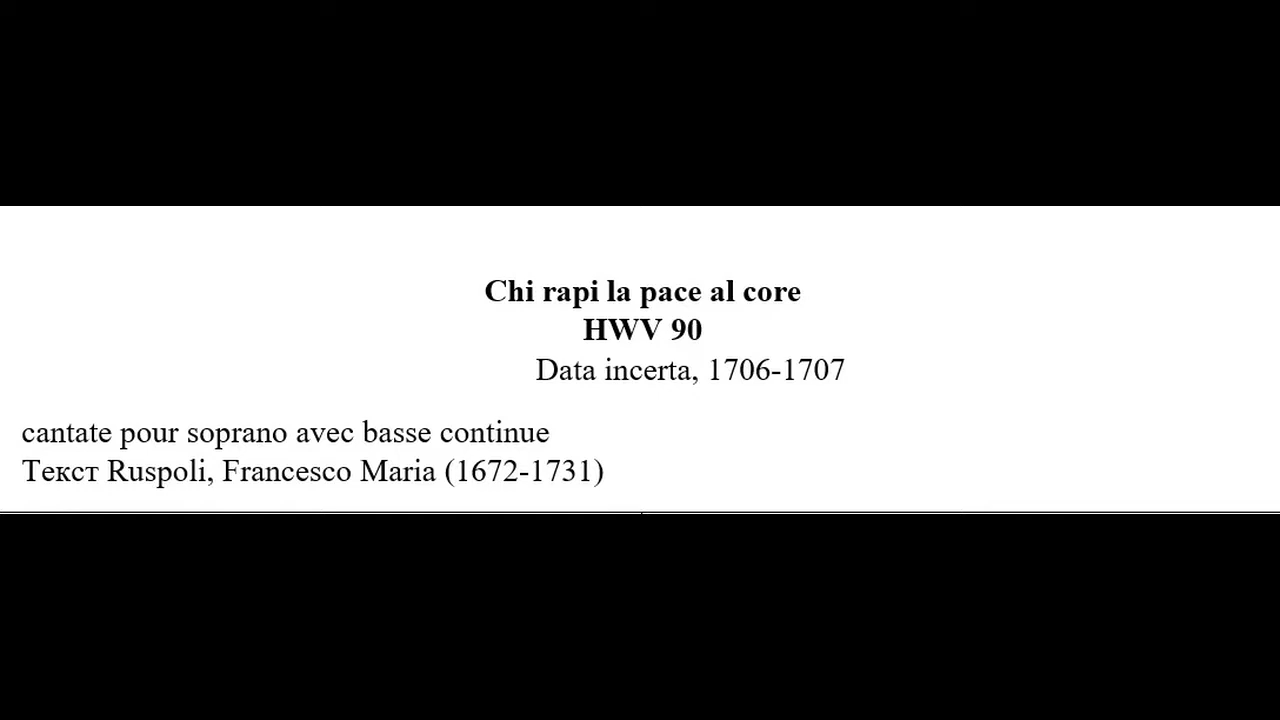 Chi rapi la pace al core
HWV 90
Data incerta, 1706-1707
cantate pour soprano avec basse continue
Текст Ruspoli, Francesco Maria (1672-1731)